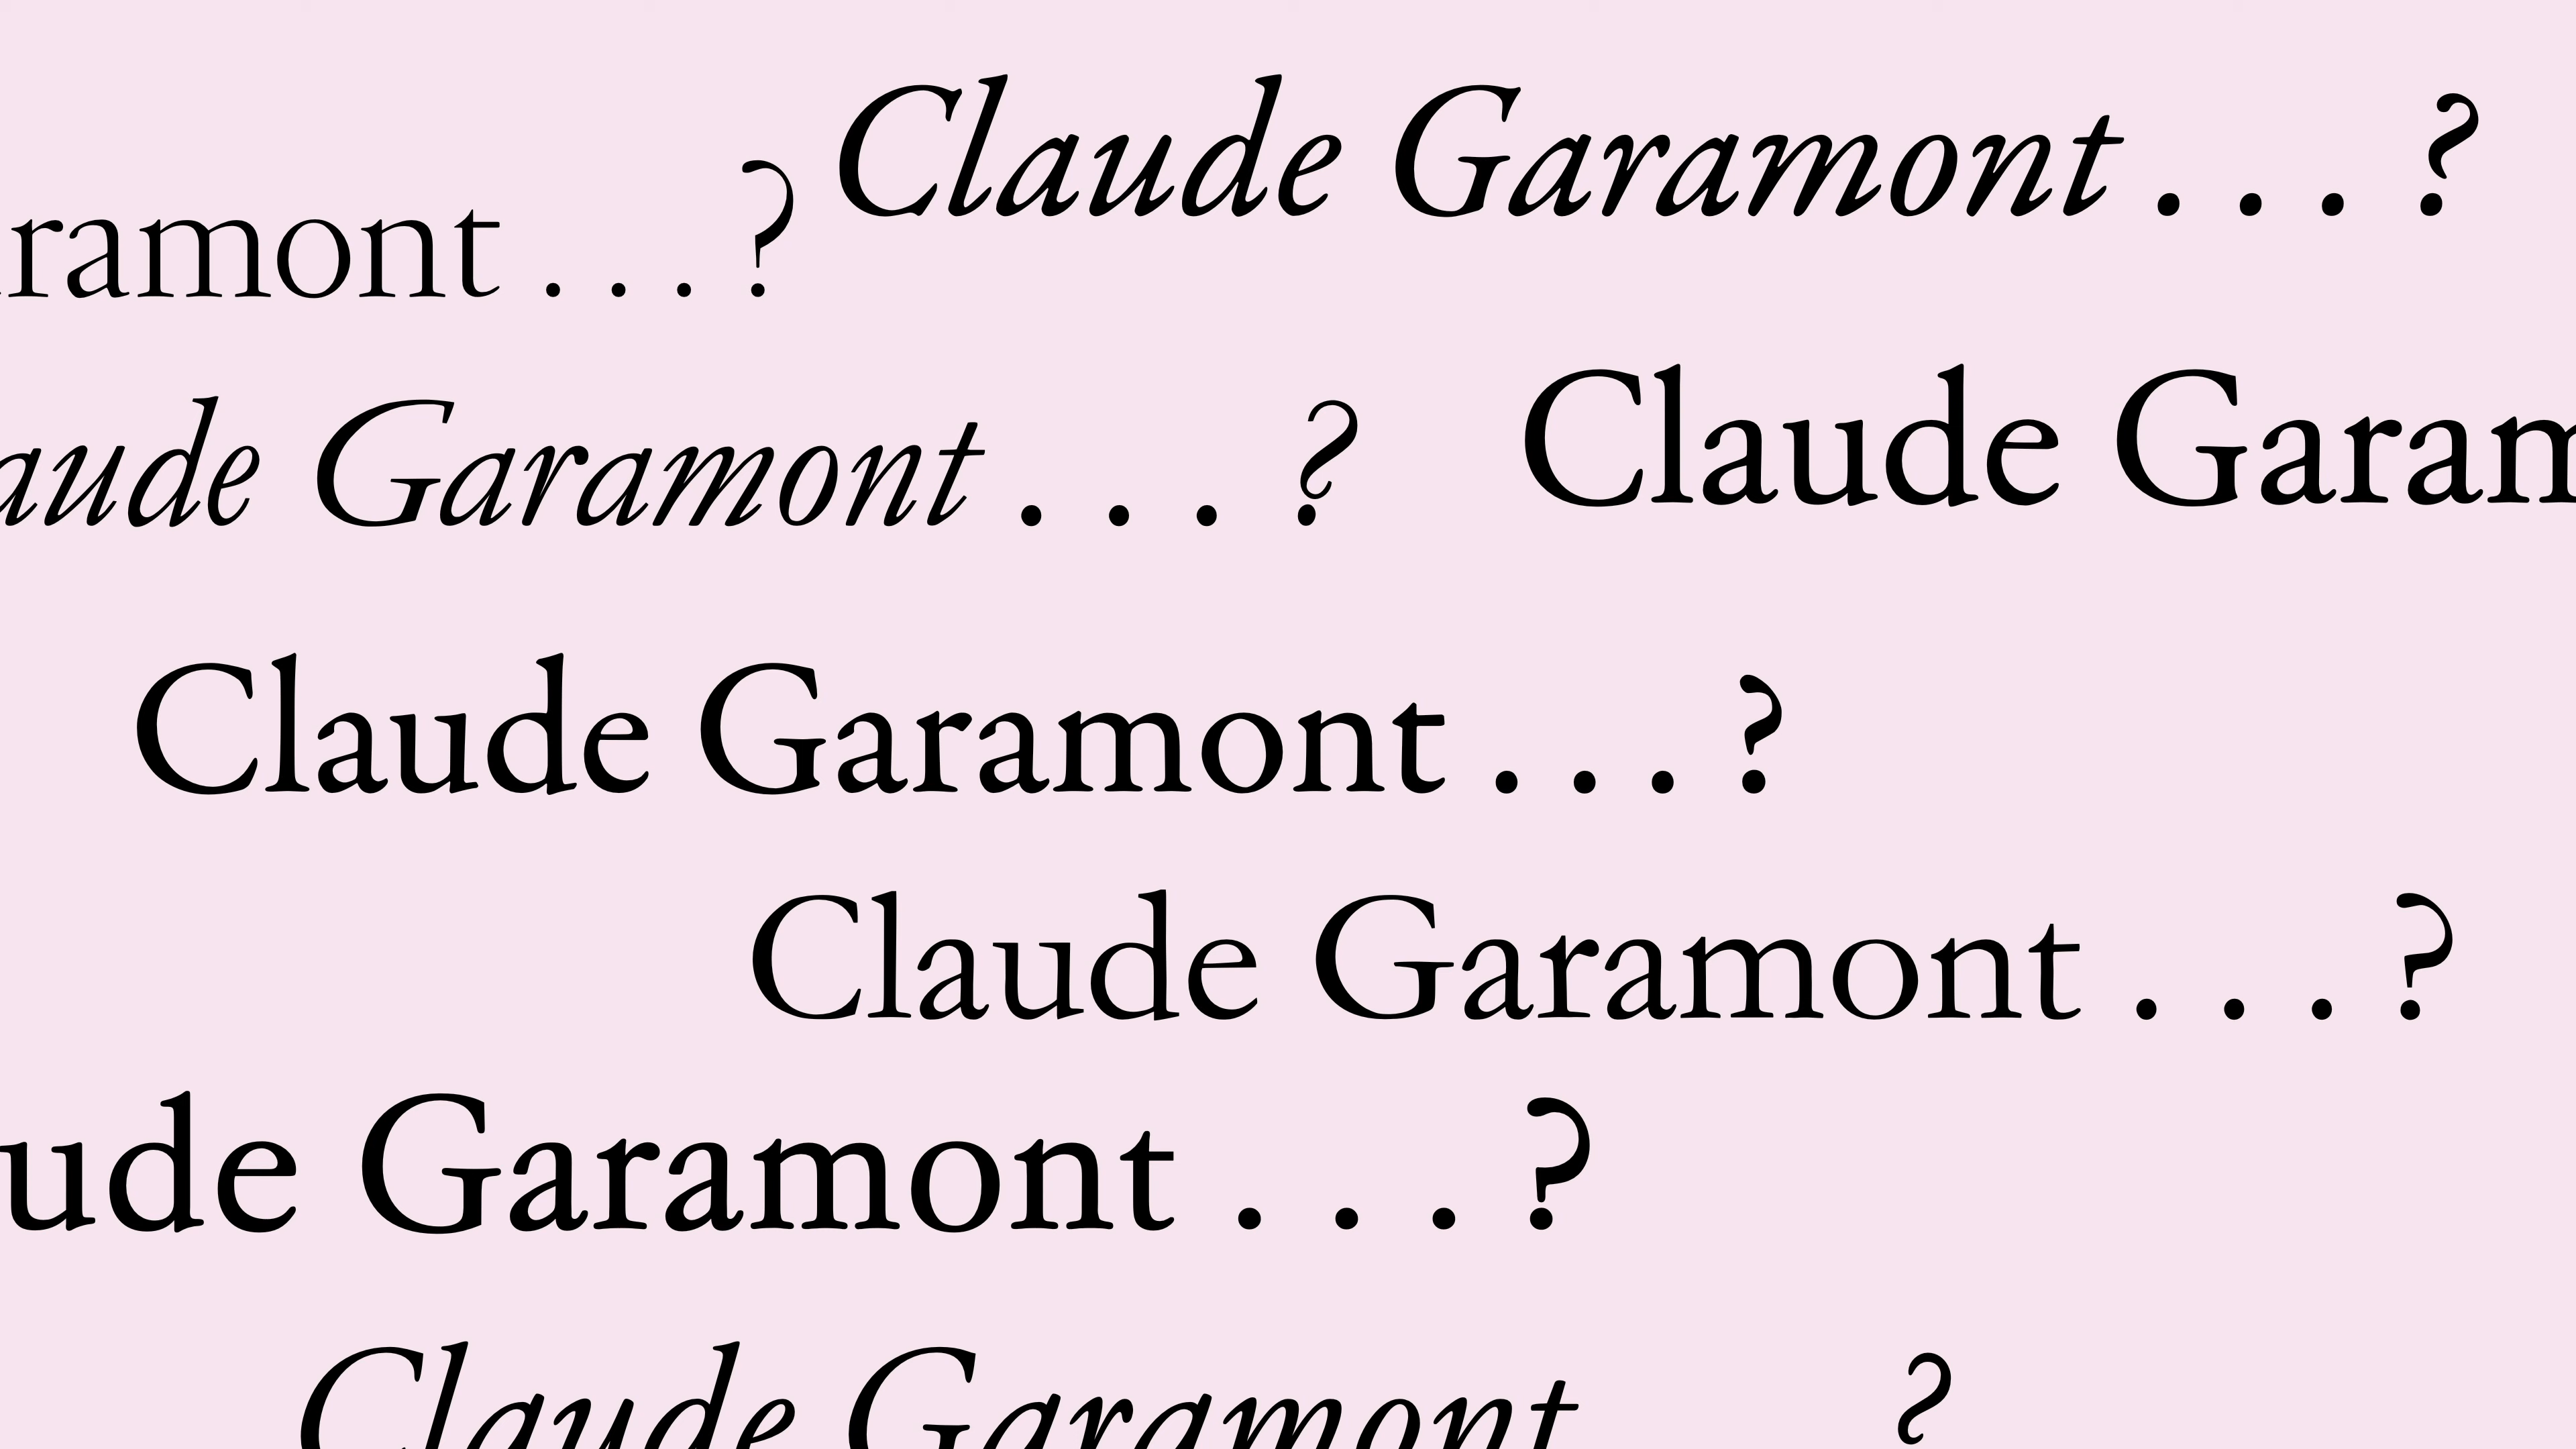 Claude Garamont . . . ?
ramont . . . ?
aude Garamont . . . ?
Claude Garam
Claude Garamont . . . ?
Claude Garamont . . . ?
ude Garamont . . . ?
Claude Garamont ?